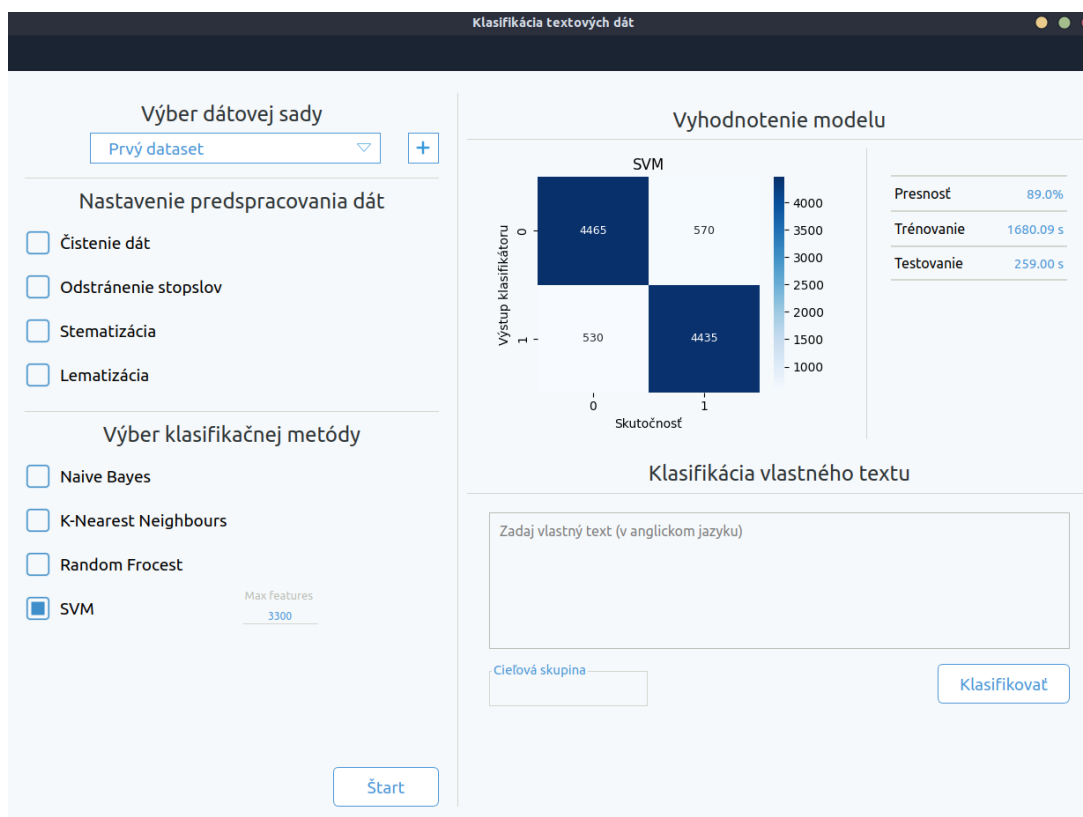 Klasifikácia textových dát
Výber dátovej sady
Prvý dataset
+
Nastavenie predspracovania dát
Čistenie dát
Odstránenie stopslov
Stematizácia
Lematizácia
Výber klasifikačnej metódy
Naive Bayes
K-Nearest Neighbours
Random Frocest
SVM
Max features
3300
Štart
Vyhodnotenie modelu
SVM
Výstup klasifikátoru
0
1
4465 570
530 4435
0 1
Skutočnosť
4000
3500
3000
2500
2000
1500
1000
Presnosť 89.0%
Trénovanie 1680.09 s
Testovanie 259.00 s
Klasifikácia vlastného textu
Zadaj vlastný text (v anglickom jazyku)
Cieľová skupina
Klasifikovať